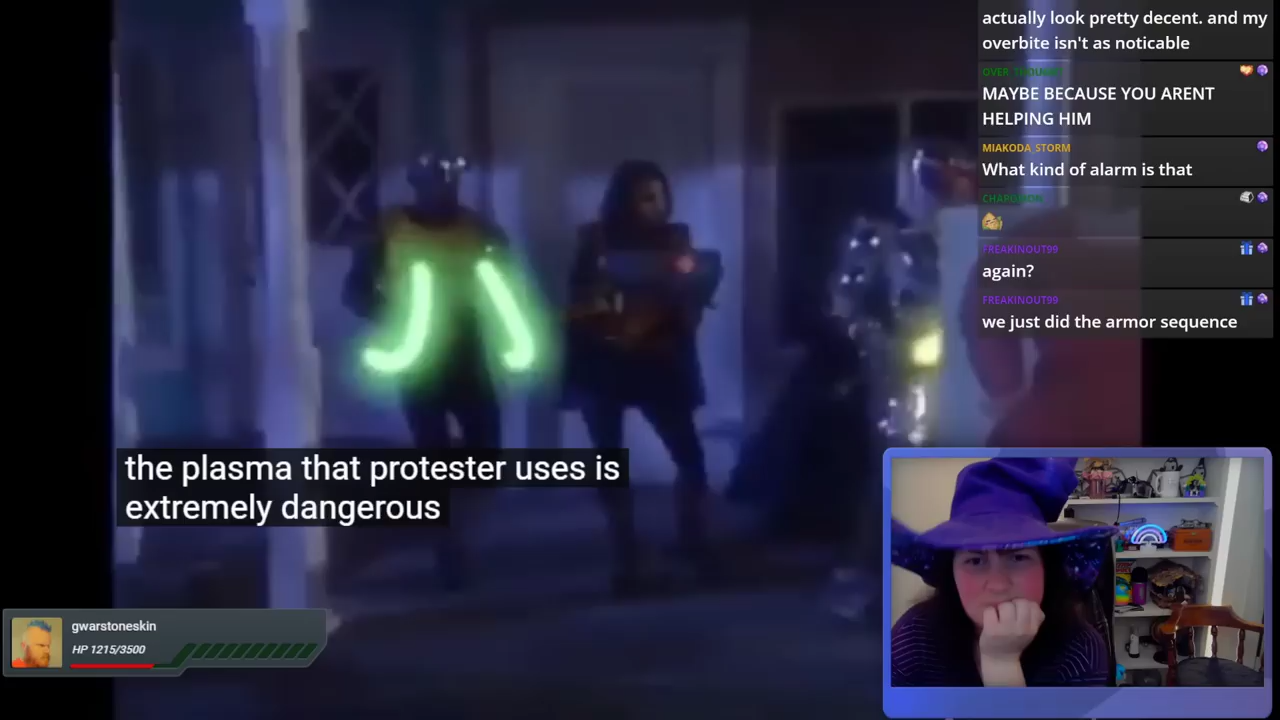 actually look pretty decent. and my
overbite isn't as noticable
MAYBE BECAUSE YOU ARENT
HELPING HIM
MIAKODA STORM
What kind of alarm is that
FREAKINOUT99
again?
FREAKINOUT99
we just did the armor sequence
the plasma that protester uses is
extremely dangerous
gwarstoneskin
HP 1215/3500